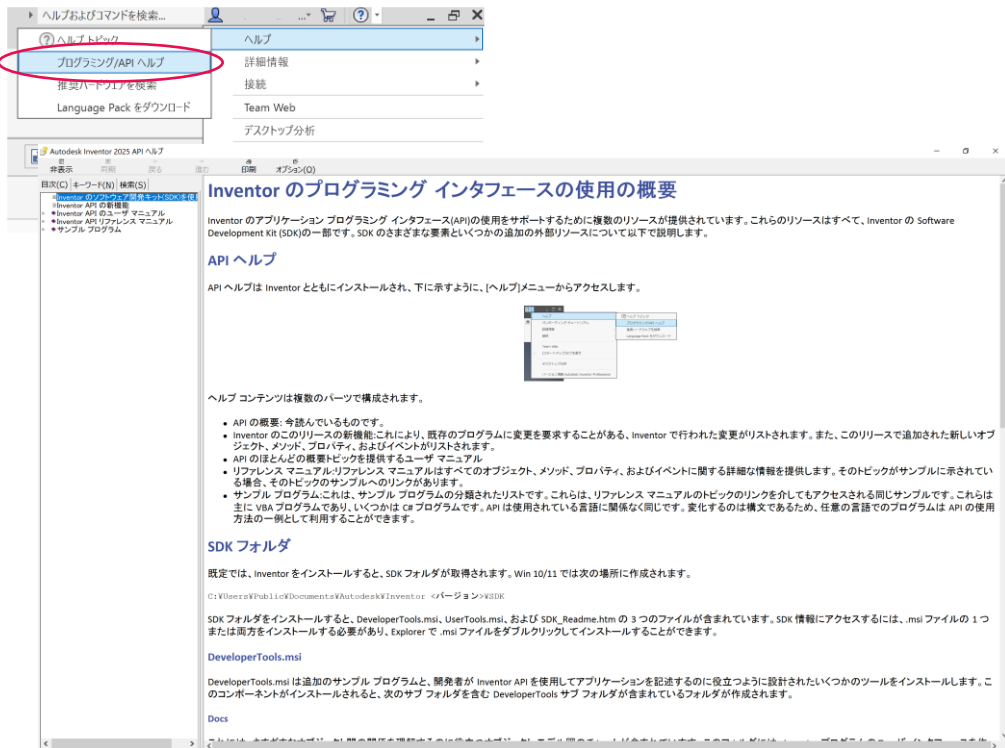 ヘルプおよびコマンドを検索...
ヘルプ トピック
プログラミング/API ヘルプ
推奨ハードウェアを検索
Language Pack をダウンロード
ヘルプ
詳細情報
接続
Team Web
デスクトップ分析
Autodesk Inventor 2025 API ヘルプ
非表示 同期 戻る 進む 印刷 オプション(O)
目次(C) キーワード(N) 検索(S)
Inventor のソフトウェア開発キット(SDK)を使
Inventor API の新機能
Inventor API のユーザ マニュアル
Inventor API リファレンス マニュアル
サンプル プログラム
Inventor のプログラミング インタフェースの使用の概要
Inventor のアプリケーション プログラミング インタフェース(API)の使用をサポートするために複数のリソースが提供されています。これらのリソースはすべて、Inventor の Software
Development Kit (SDK)の一部です。SDK のさまざまな要素といくつかの追加の外部リソースについて以下で説明します。
API ヘルプ
API ヘルプは Inventor とともにインストールされ、下に示すように、[ヘルプ]メニューからアクセスします。
ヘルプ
ヘルプ トピック
プログラミング/API ヘルプ
詳細情報
接続
Language Pack をダウンロード
Team Web
デスクトップ分析
ヘルプ コンテンツは複数のパーツで構成されます。
• API の概要: 今読んでいるものです。
• Inventor のこのリリースの新機能:これにより、既存のプログラムに変更を要求することがある、Inventor で行われた変更がリストされます。また、このリリースで追加された新しいオブ
ジェクト、メソッド、プロパティ、およびイベントがリストされます。
• API のほとんどの概要トピックを提供するユーザ マニュアル
• リファレンス マニュアル:リファレンス マニュアルはすべてのオブジェクト、メソッド、プロパティ、およびイベントに関する詳細な情報を提供します。そのトピックがサンプルに示されてい
る場合、そのトピックのサンプルへのリンクがあります。
• サンプル プログラム:これは、サンプル プログラムの分類されたリストです。これらは、リファレンス マニュアルのトピックのリンクを介してもアクセスされる同じサンプルです。これらは
主に VBA プログラムであり、いくつかは C# プログラムです。API は使用されている言語に関係なく同じです。変化するのは構文であるため、任意の言語でのプログラムは API の使用
方法の一例として利用することができます。
SDK フォルダ
既定では、Inventor をインストールすると、SDK フォルダが取得されます。Win 10/11 では次の場所に作成されます。
C:¥Users¥Public¥Documents¥Autodesk¥Inventor <バージョン>¥SDK
SDK フォルダをインストールすると、DeveloperTools.msi、UserTools.msi、および SDK_Readme.htm の 3 つのファイルが含まれています。SDK 情報にアクセスするには、.msi ファイルの 1 つ
または両方をインストールする必要があり、Explorer で .msi ファイルをダブルクリックしてインストールすることができます。
DeveloperTools.msi
DeveloperTools.msi は追加のサンプル プログラムと、開発者が Inventor API を使用してアプリケーションを記述するのに役立つように設計されたいくつかのツールをインストールします。こ
のコンポーネントがインストールされると、次のサブ フォルダを含む DeveloperTools サブ フォルダが含まれているフォルダが作成されます。
Docs